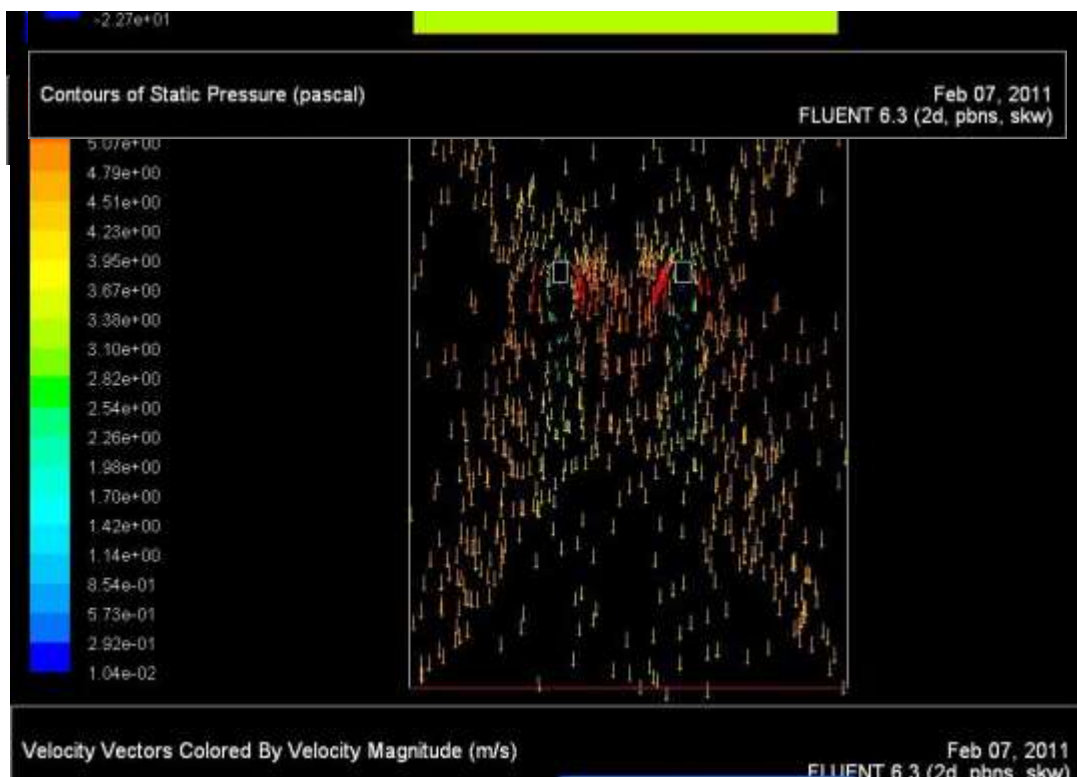 -2.27e+01
Contours of Static Pressure (pascal)
Feb 07, 2011
FLUENT 6.3 (2d, pbns, skw)
5.07e+00
4.79e+00
4.51e+00
4.23e+00
3.95e+00
3.67e+00
3.38e+00
3.10e+00
2.82e+00
2.54e+00
2.26e+00
1.98e+00
1.70e+00
1.42e+00
1.14e+00
8.54e-01
5.73e-01
2.92e-01
1.04e-02
Velocity Vectors Colored By Velocity Magnitude (m/s)
Feb 07, 2011
FLUENT 6.3 (2d, pbns, skw)